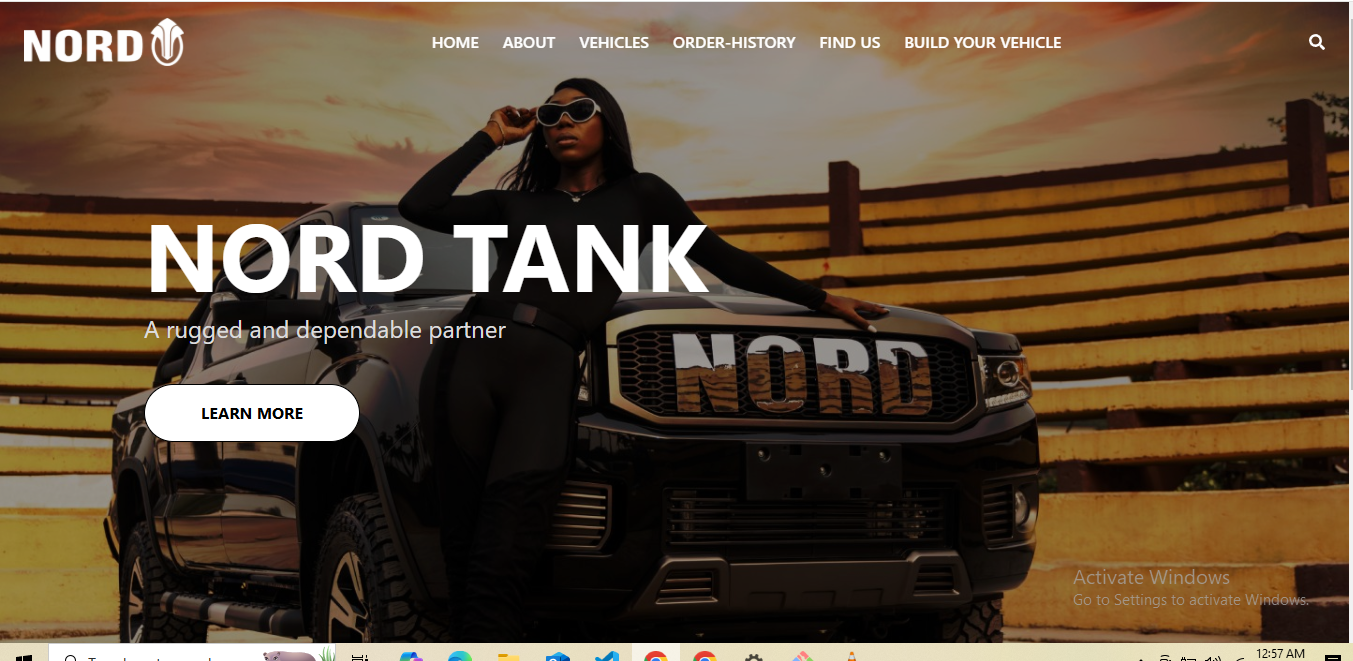 NORD
HOME ABOUT VEHICLES ORDER-HISTORY FIND US BUILD YOUR VEHICLE
NORD TANK
A rugged and dependable partner
NORD
LEARN MORE
Activate Windows
Go to Settings to activate Windows.
12:57 AM